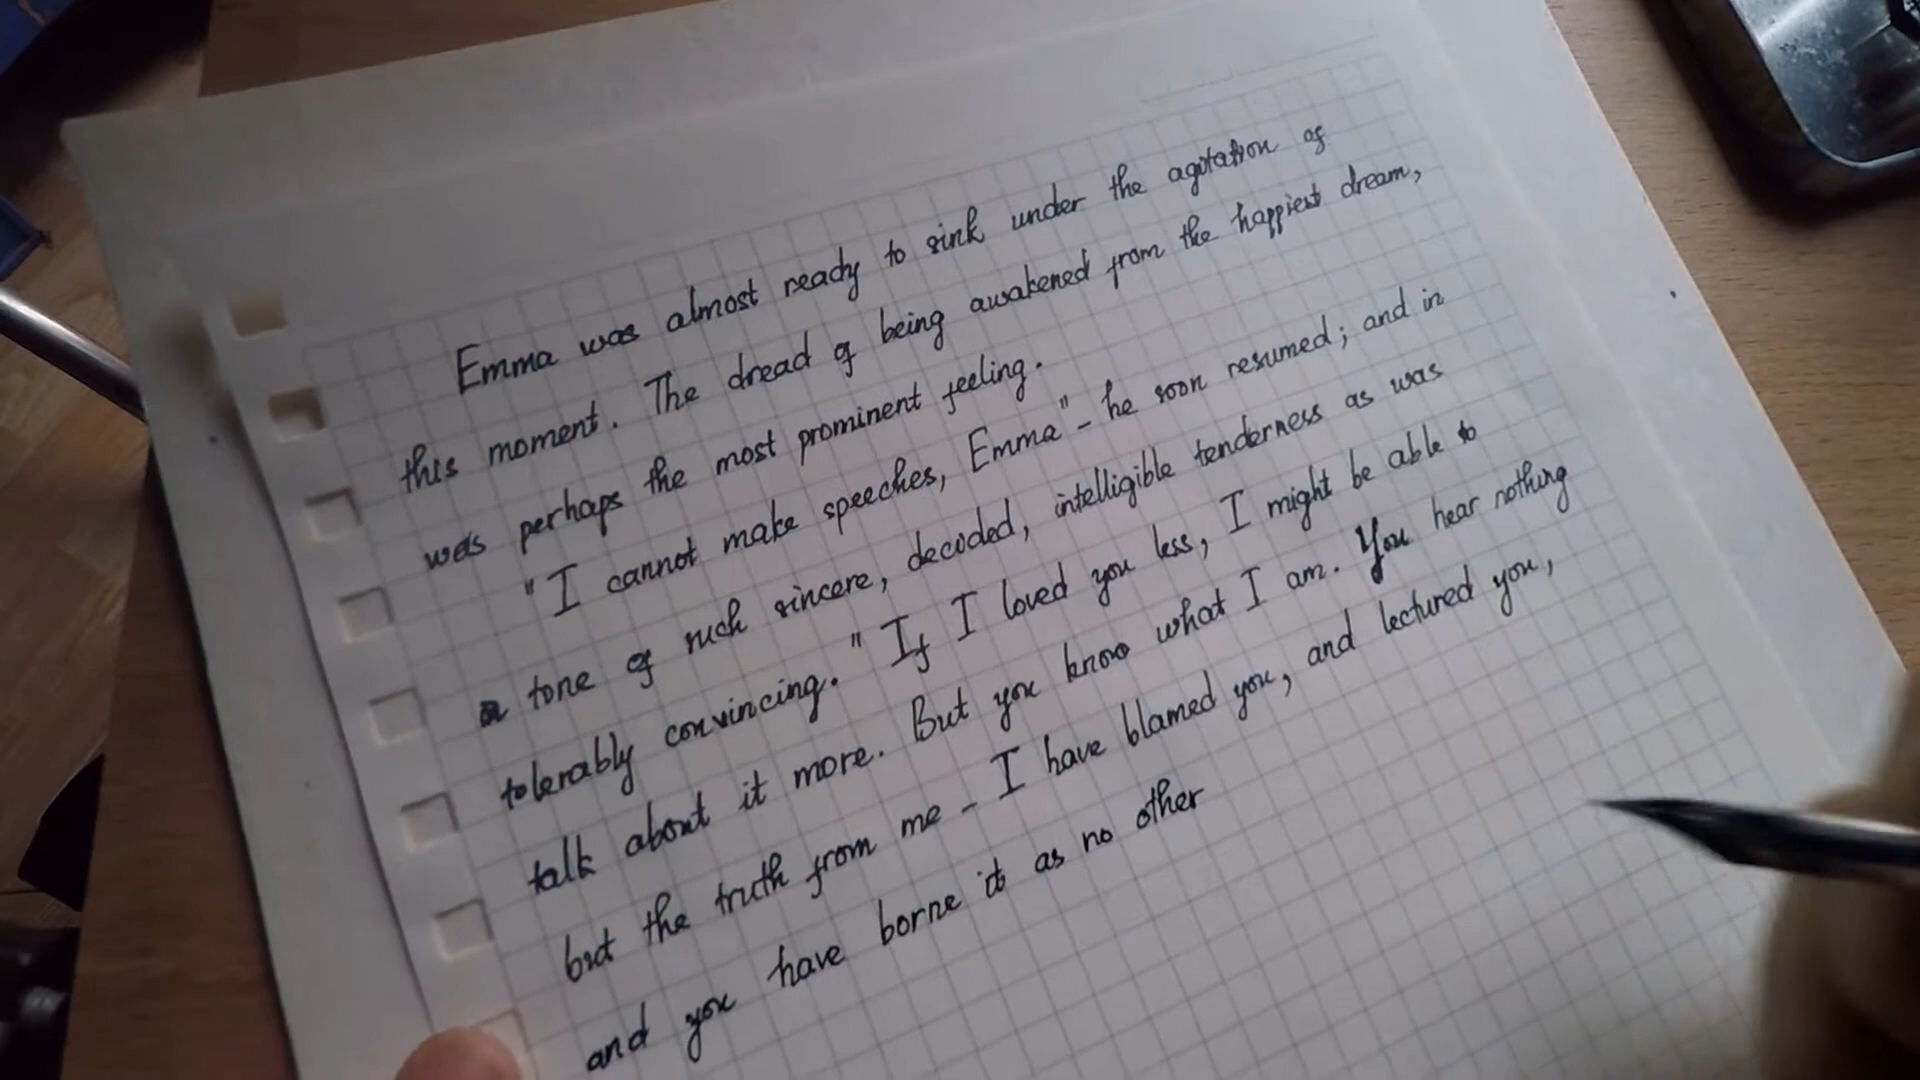 Emma was almost ready to sink under the agitation of
this moment. The dread of being awakened from the happiest dream,
was perhaps the most prominent feeling.
"I cannot make speeches, Emma" - he soon resumed; and in
a tone of such sincere, decided, intelligible tenderness as was
tolerably convincing. "If I loved you less, I might be able to
talk about it more. But you know what I am. You hear nothing
but the truth from me - I have blamed you, and lectured you,
and you have borne it as no other